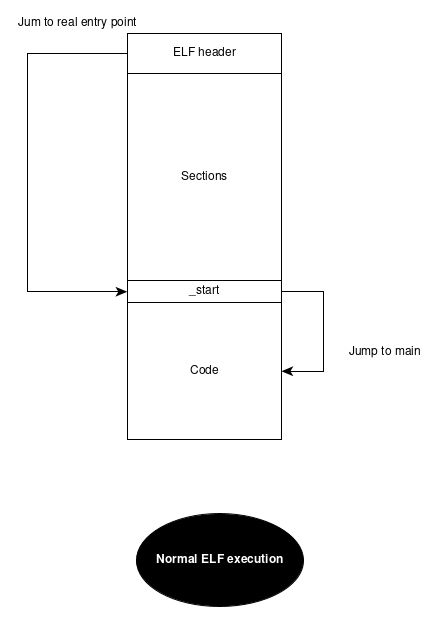 Jum to real entry point
ELF header
Sections
_start
Jump to main
Code
Normal ELF execution